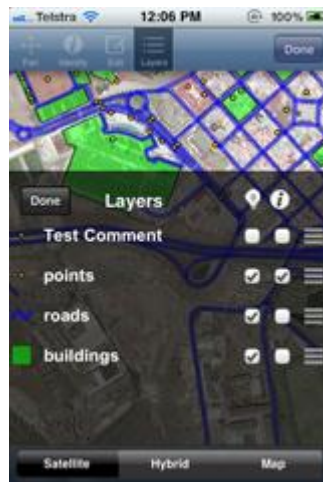 Telstra 12:06 PM 100%
Pan Identify Edit Layers Done
Done Layers
Test Comment
points
roads
buildings
Satellite Hybrid Map